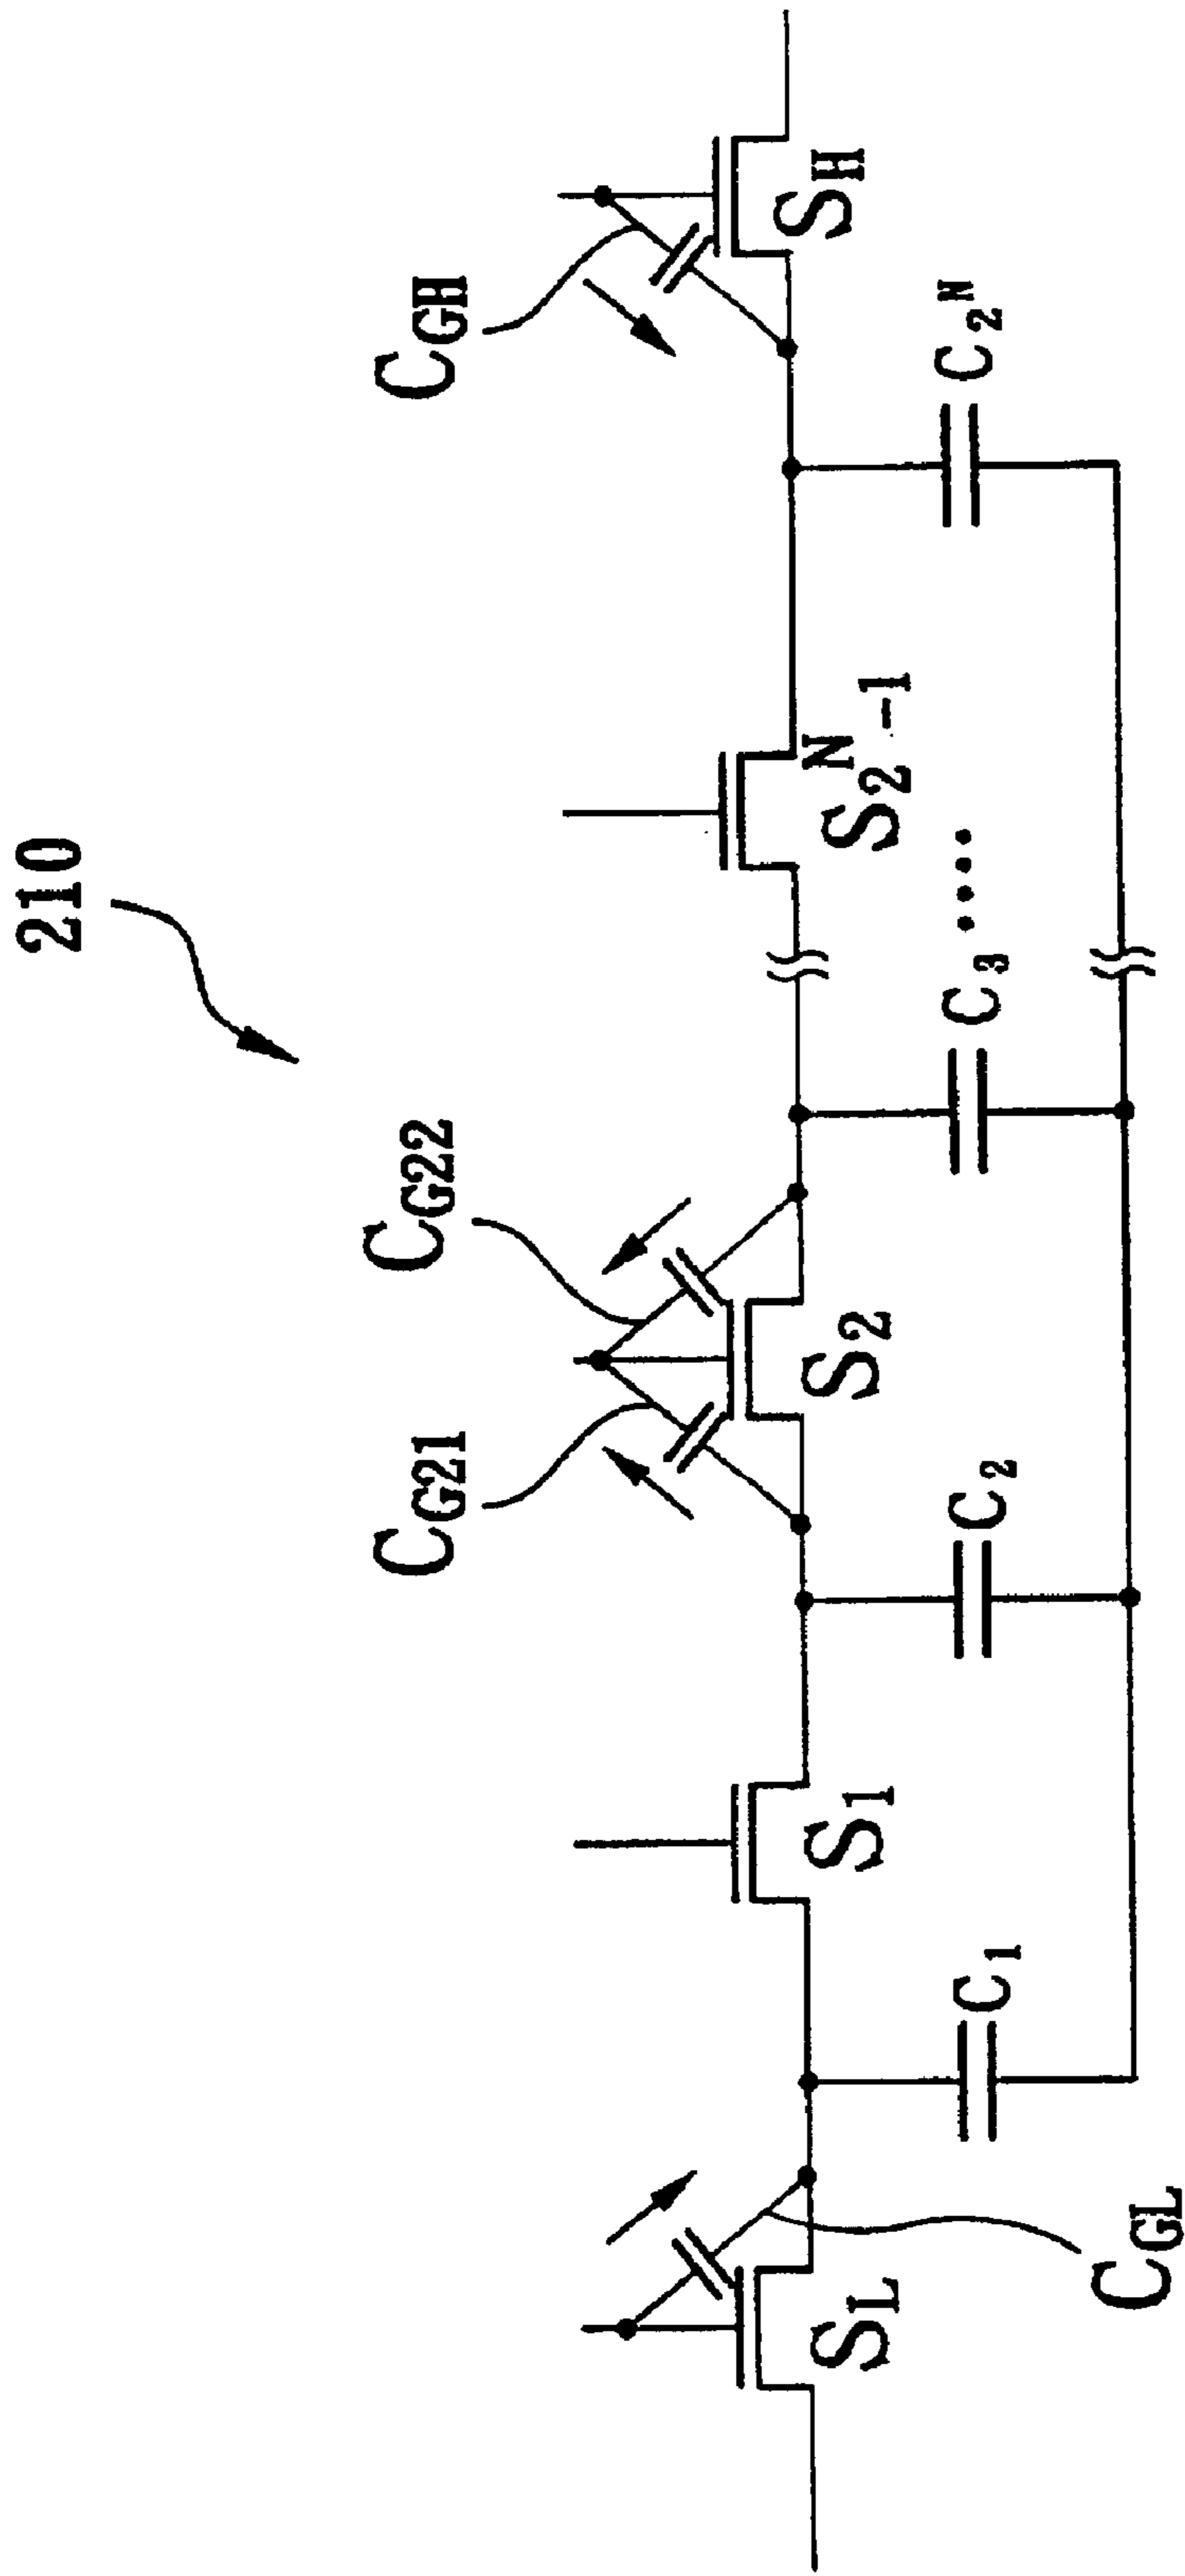 210
C_GH
C_G22
C_G21
S_L
S_1
S_2
S_2^N-1
S_H
C_GL
C_1
C_2
C_3 ....
C_2^N